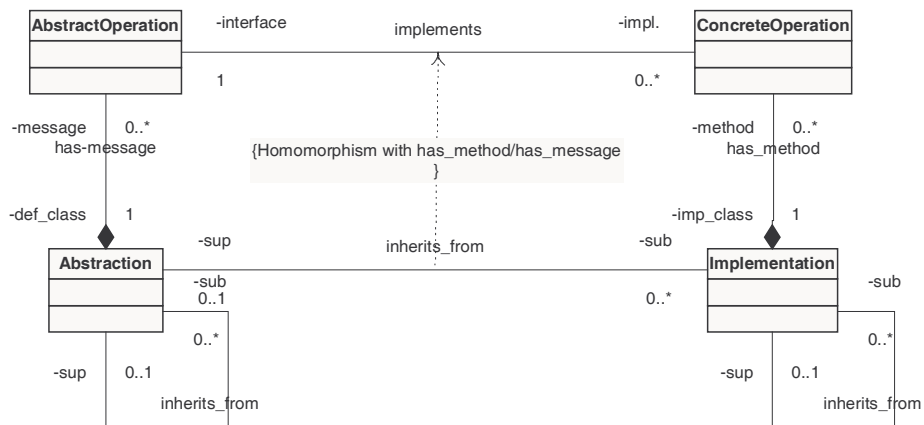 AbstractOperation
-interface
implements
-impl.
ConcreteOperation
1
0..*
-message
0..*
has-message
{Homomorphism with has_method/has_message
}
-method
0..*
has_method
-def_class
1
-imp_class
1
Abstraction
-sup
inherits_from
-sub
Implementation
-sub
0..1
0..*
-sub
0..*
0..*
-sup
0..1
inherits_from
-sup
0..1
inherits_from